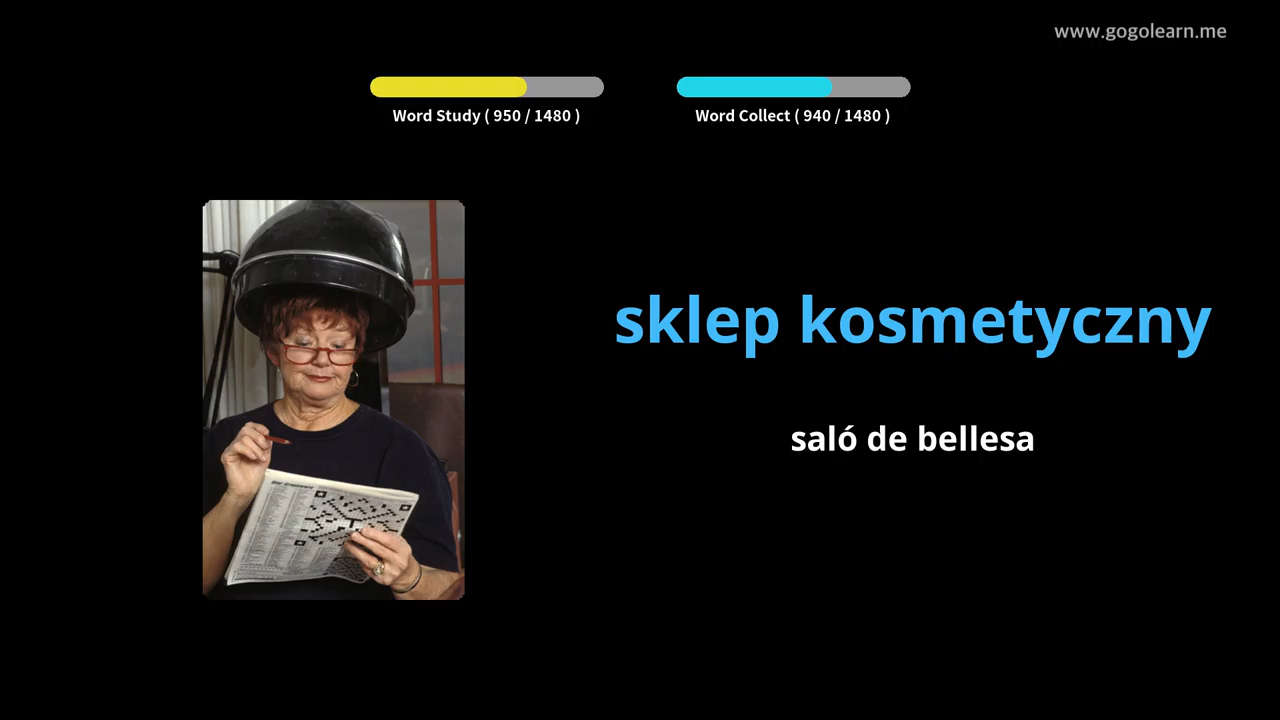 www.gogolearn.me
Word Study ( 950 / 1480 )
Word Collect ( 940 / 1480 )
sklep kosmetyczny
saló de bellesa